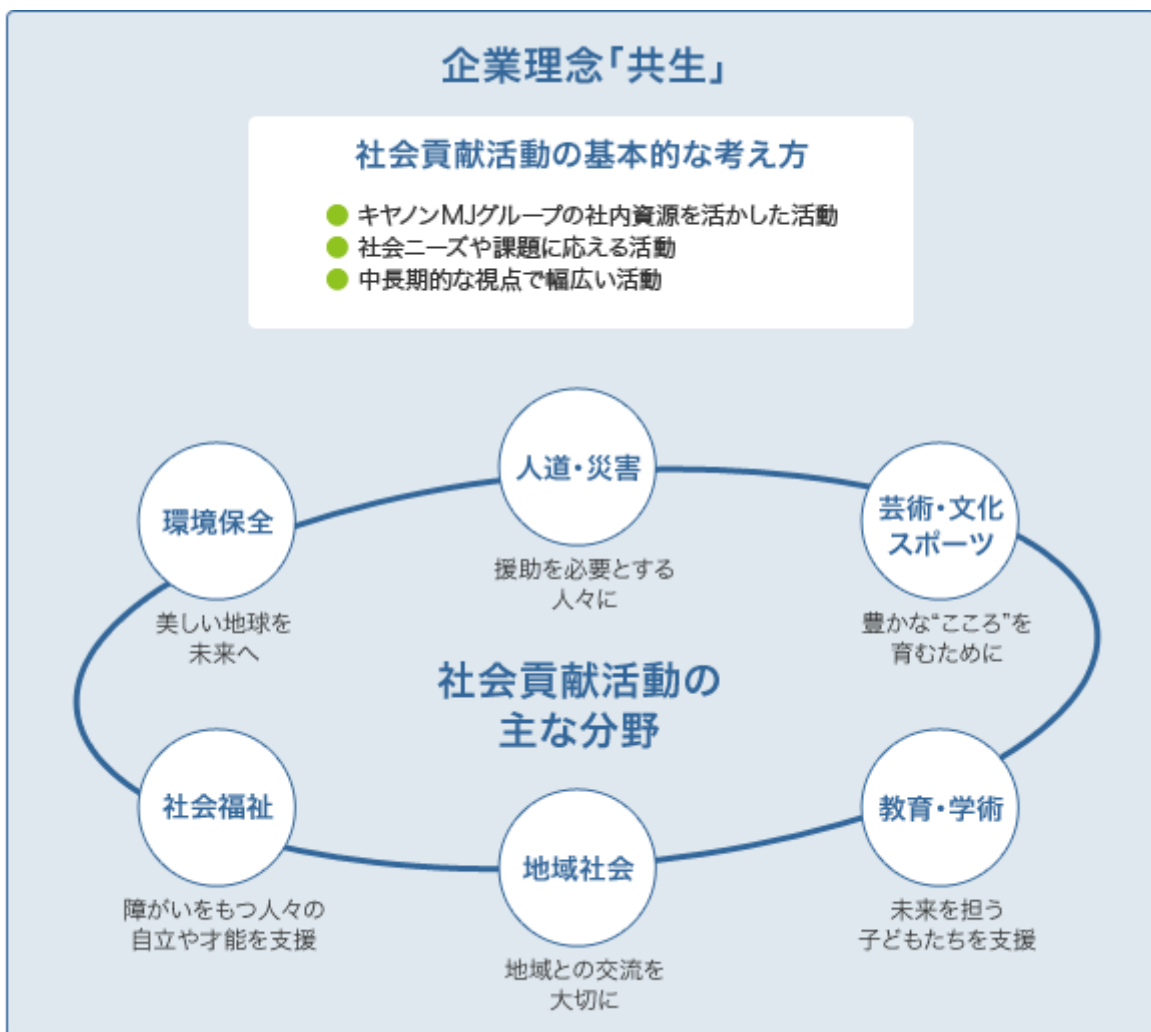 企業理念「共生」
社会貢献活動の基本的な考え方
キヤノンMJグループの社内資源を活かした活動
社会ニーズや課題に応える活動
中長期的な視点で幅広い活動
人道・災害
援助を必要とする
人々に
環境保全
美しい地球を
未来へ
芸術・文化
スポーツ
豊かな“こころ”を
育むために
社会貢献活動の
主な分野
社会福祉
障がいをもつ人々の
自立や才能を支援
地域社会
地域との交流を
大切に
教育・学術
未来を担う
子どもたちを支援